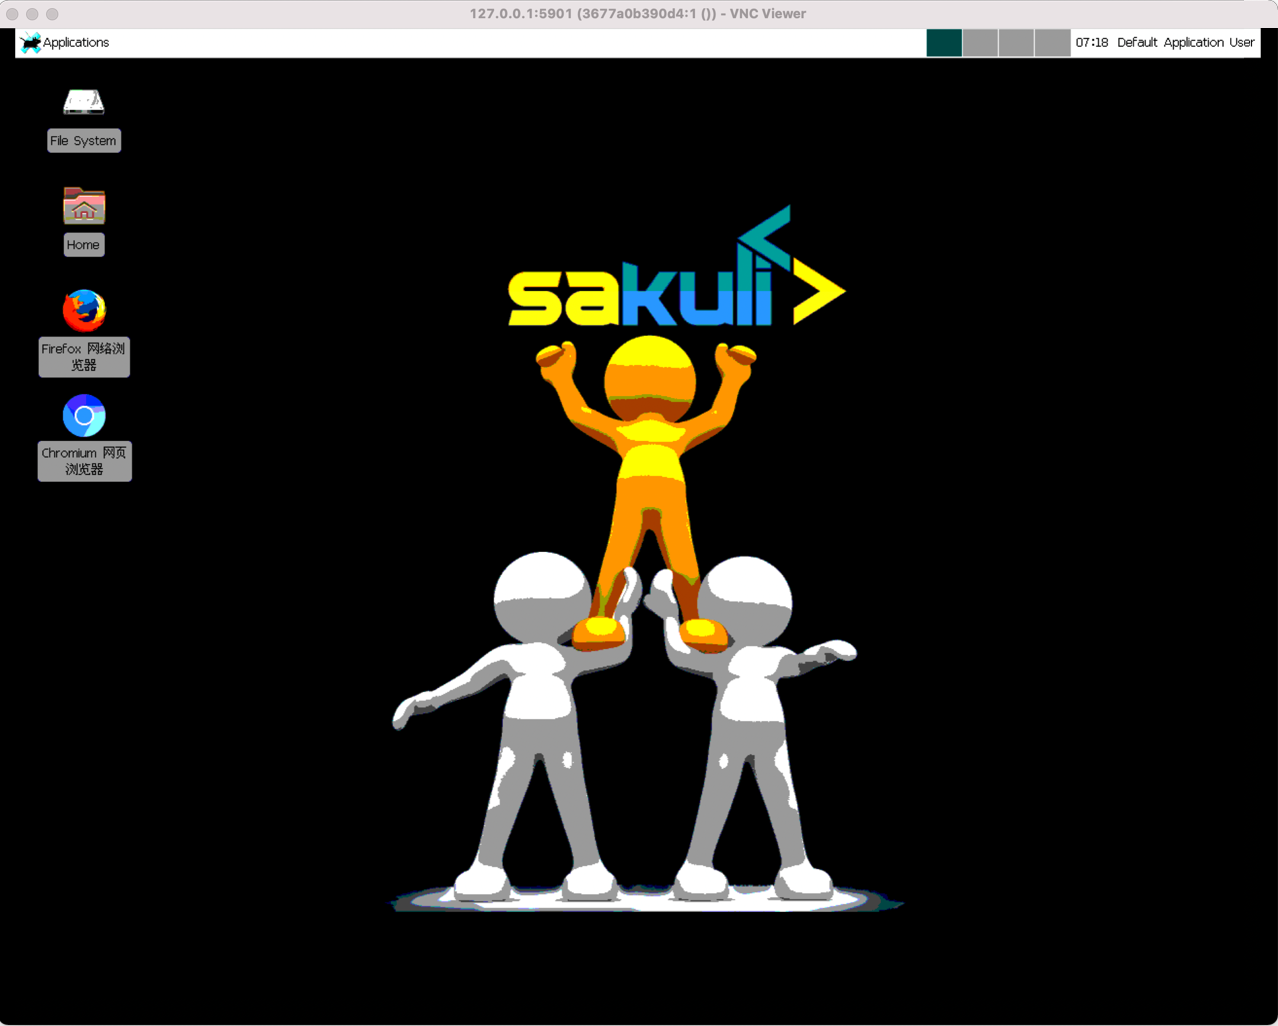 127.0.0.1:5901 (3677a0b390d4:1 ()) - VNC Viewer
Applications
07:18 Default Application User
File System
Home
Firefox 网络浏
览器
Chromium 网页
浏览器
sakuli